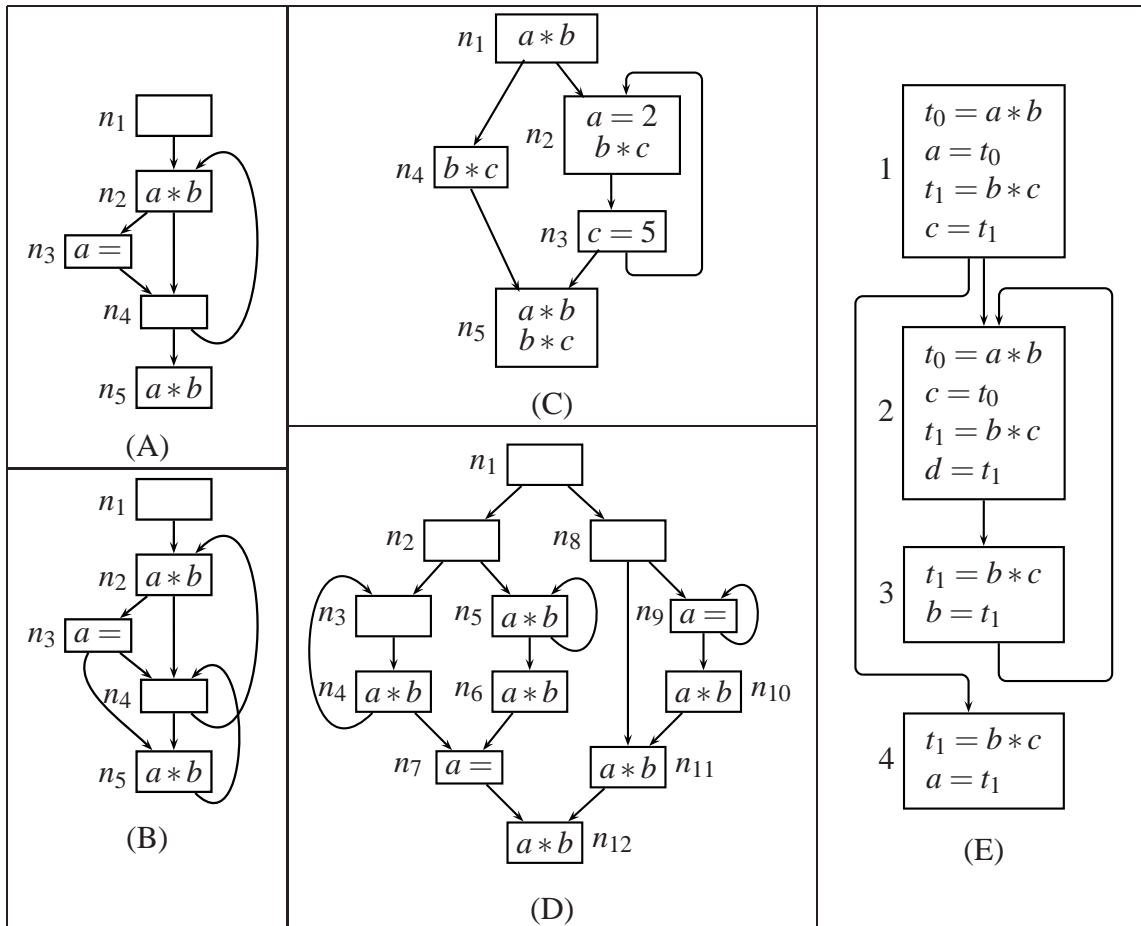 n1
n2 a ∗ b
n3 a =
n4
n5 a ∗ b
(A)
n1
n2 a ∗ b
n3 a =
n4
n5 a ∗ b
(B)
n1 a ∗ b
n2 a = 2
b ∗ c
n4 b ∗ c
n3 c = 5
n5 a ∗ b
b ∗ c
(C)
n1
n2
n8
n3
n5 a ∗ b
n9 a =
n4 a ∗ b
n6 a ∗ b
a ∗ b n10
n7 a =
a ∗ b n11
a ∗ b n12
(D)
1
t0 = a ∗ b
a = t0
t1 = b ∗ c
c = t1
2
t0 = a ∗ b
c = t0
t1 = b ∗ c
d = t1
3
t1 = b ∗ c
b = t1
4
t1 = b ∗ c
a = t1
(E)